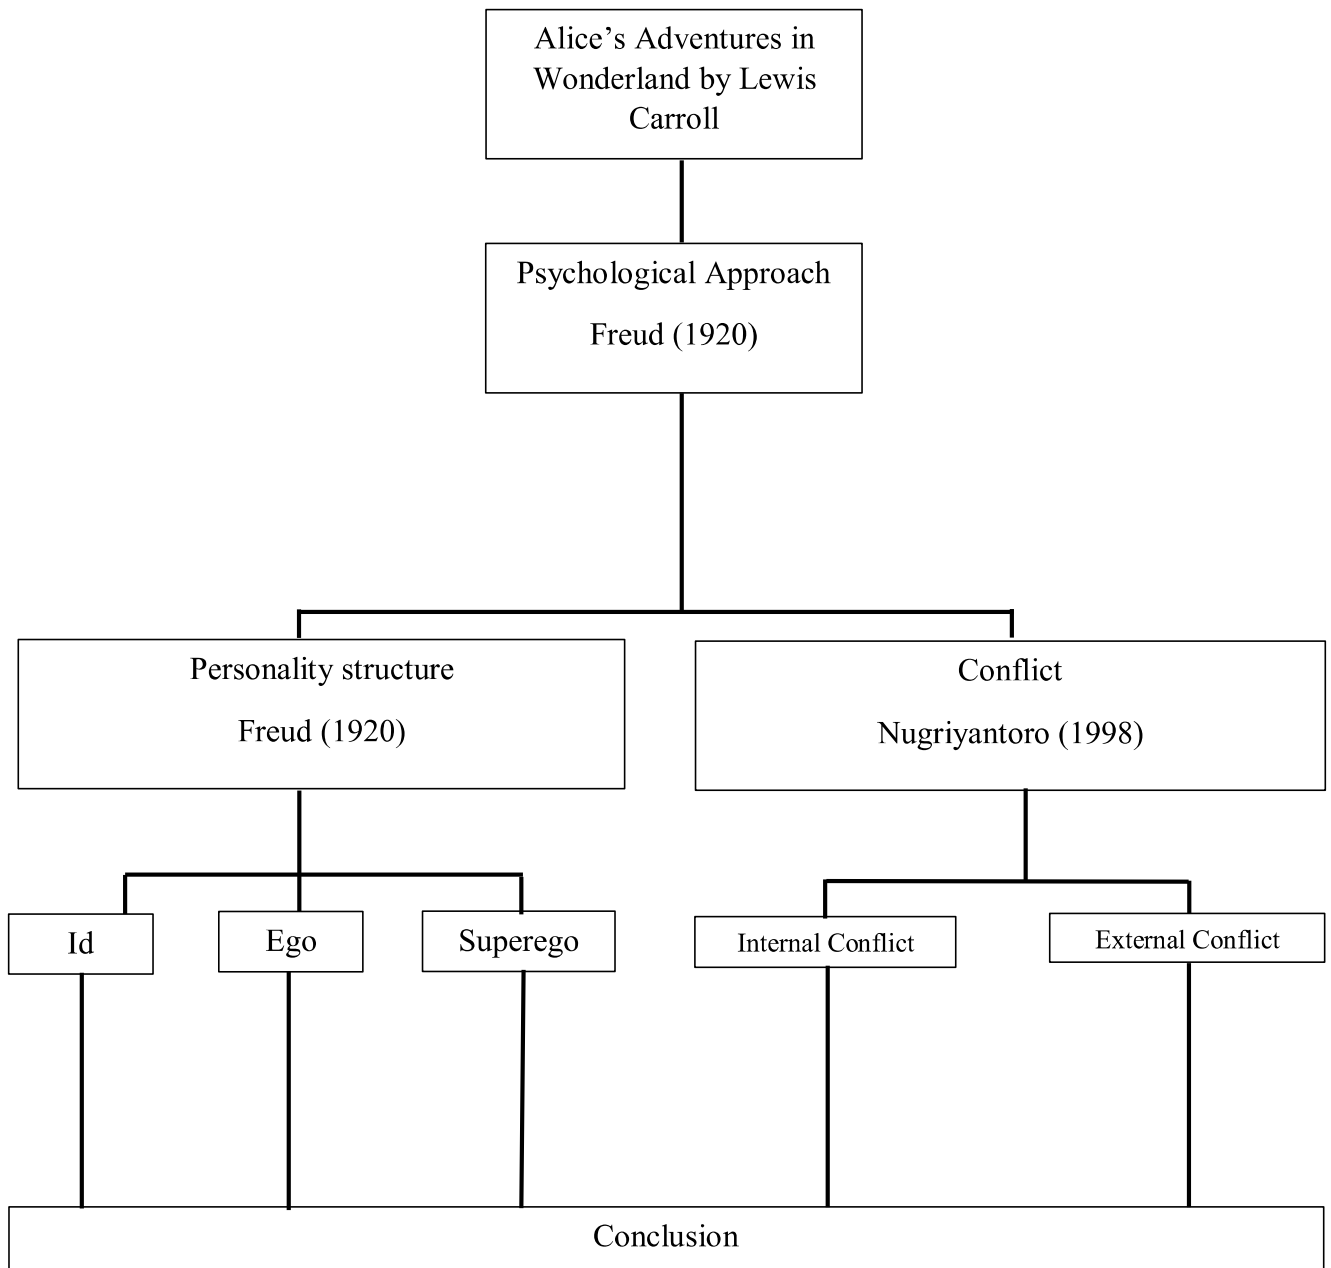 Alice’s Adventures in
Wonderland by Lewis
Carroll
Psychological Approach
Freud (1920)
Personality structure
Freud (1920)
Conflict
Nugriyantoro (1998)
Id
Ego
Superego
Internal Conflict
External Conflict
Conclusion